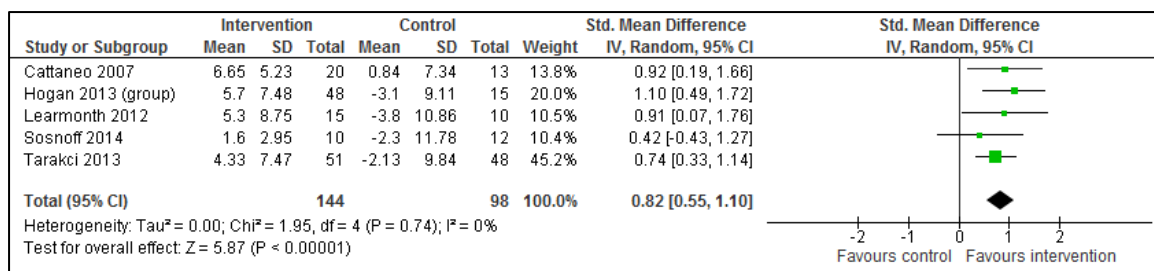 Intervention Control Std. Mean Difference Std. Mean Difference
Study or Subgroup Mean SD Total Mean SD Total Weight IV, Random, 95% CI IV, Random, 95% CI
Cattaneo 2007 6.65 5.23 20 0.84 7.34 13 13.8% 0.92 [0.19, 1.66]
Hogan 2013 (group) 5.7 7.48 48 -3.1 9.11 15 20.0% 1.10 [0.49, 1.72]
Learmonth 2012 5.3 8.75 15 -3.8 10.86 10 10.5% 0.91 [0.07, 1.76]
Sosnoff 2014 1.6 2.95 10 -2.3 11.78 12 10.4% 0.42 [-0.43, 1.27]
Tarakci 2013 4.33 7.47 51 -2.13 9.84 48 45.2% 0.74 [0.33, 1.14]
Total (95% CI) 144 98 100.0% 0.82 [0.55, 1.10]
Heterogeneity: Tau² = 0.00; Chi² = 1.95, df = 4 (P = 0.74); I² = 0%
Test for overall effect: Z = 5.87 (P < 0.00001)
-2 -1 0 1 2
Favours control Favours intervention